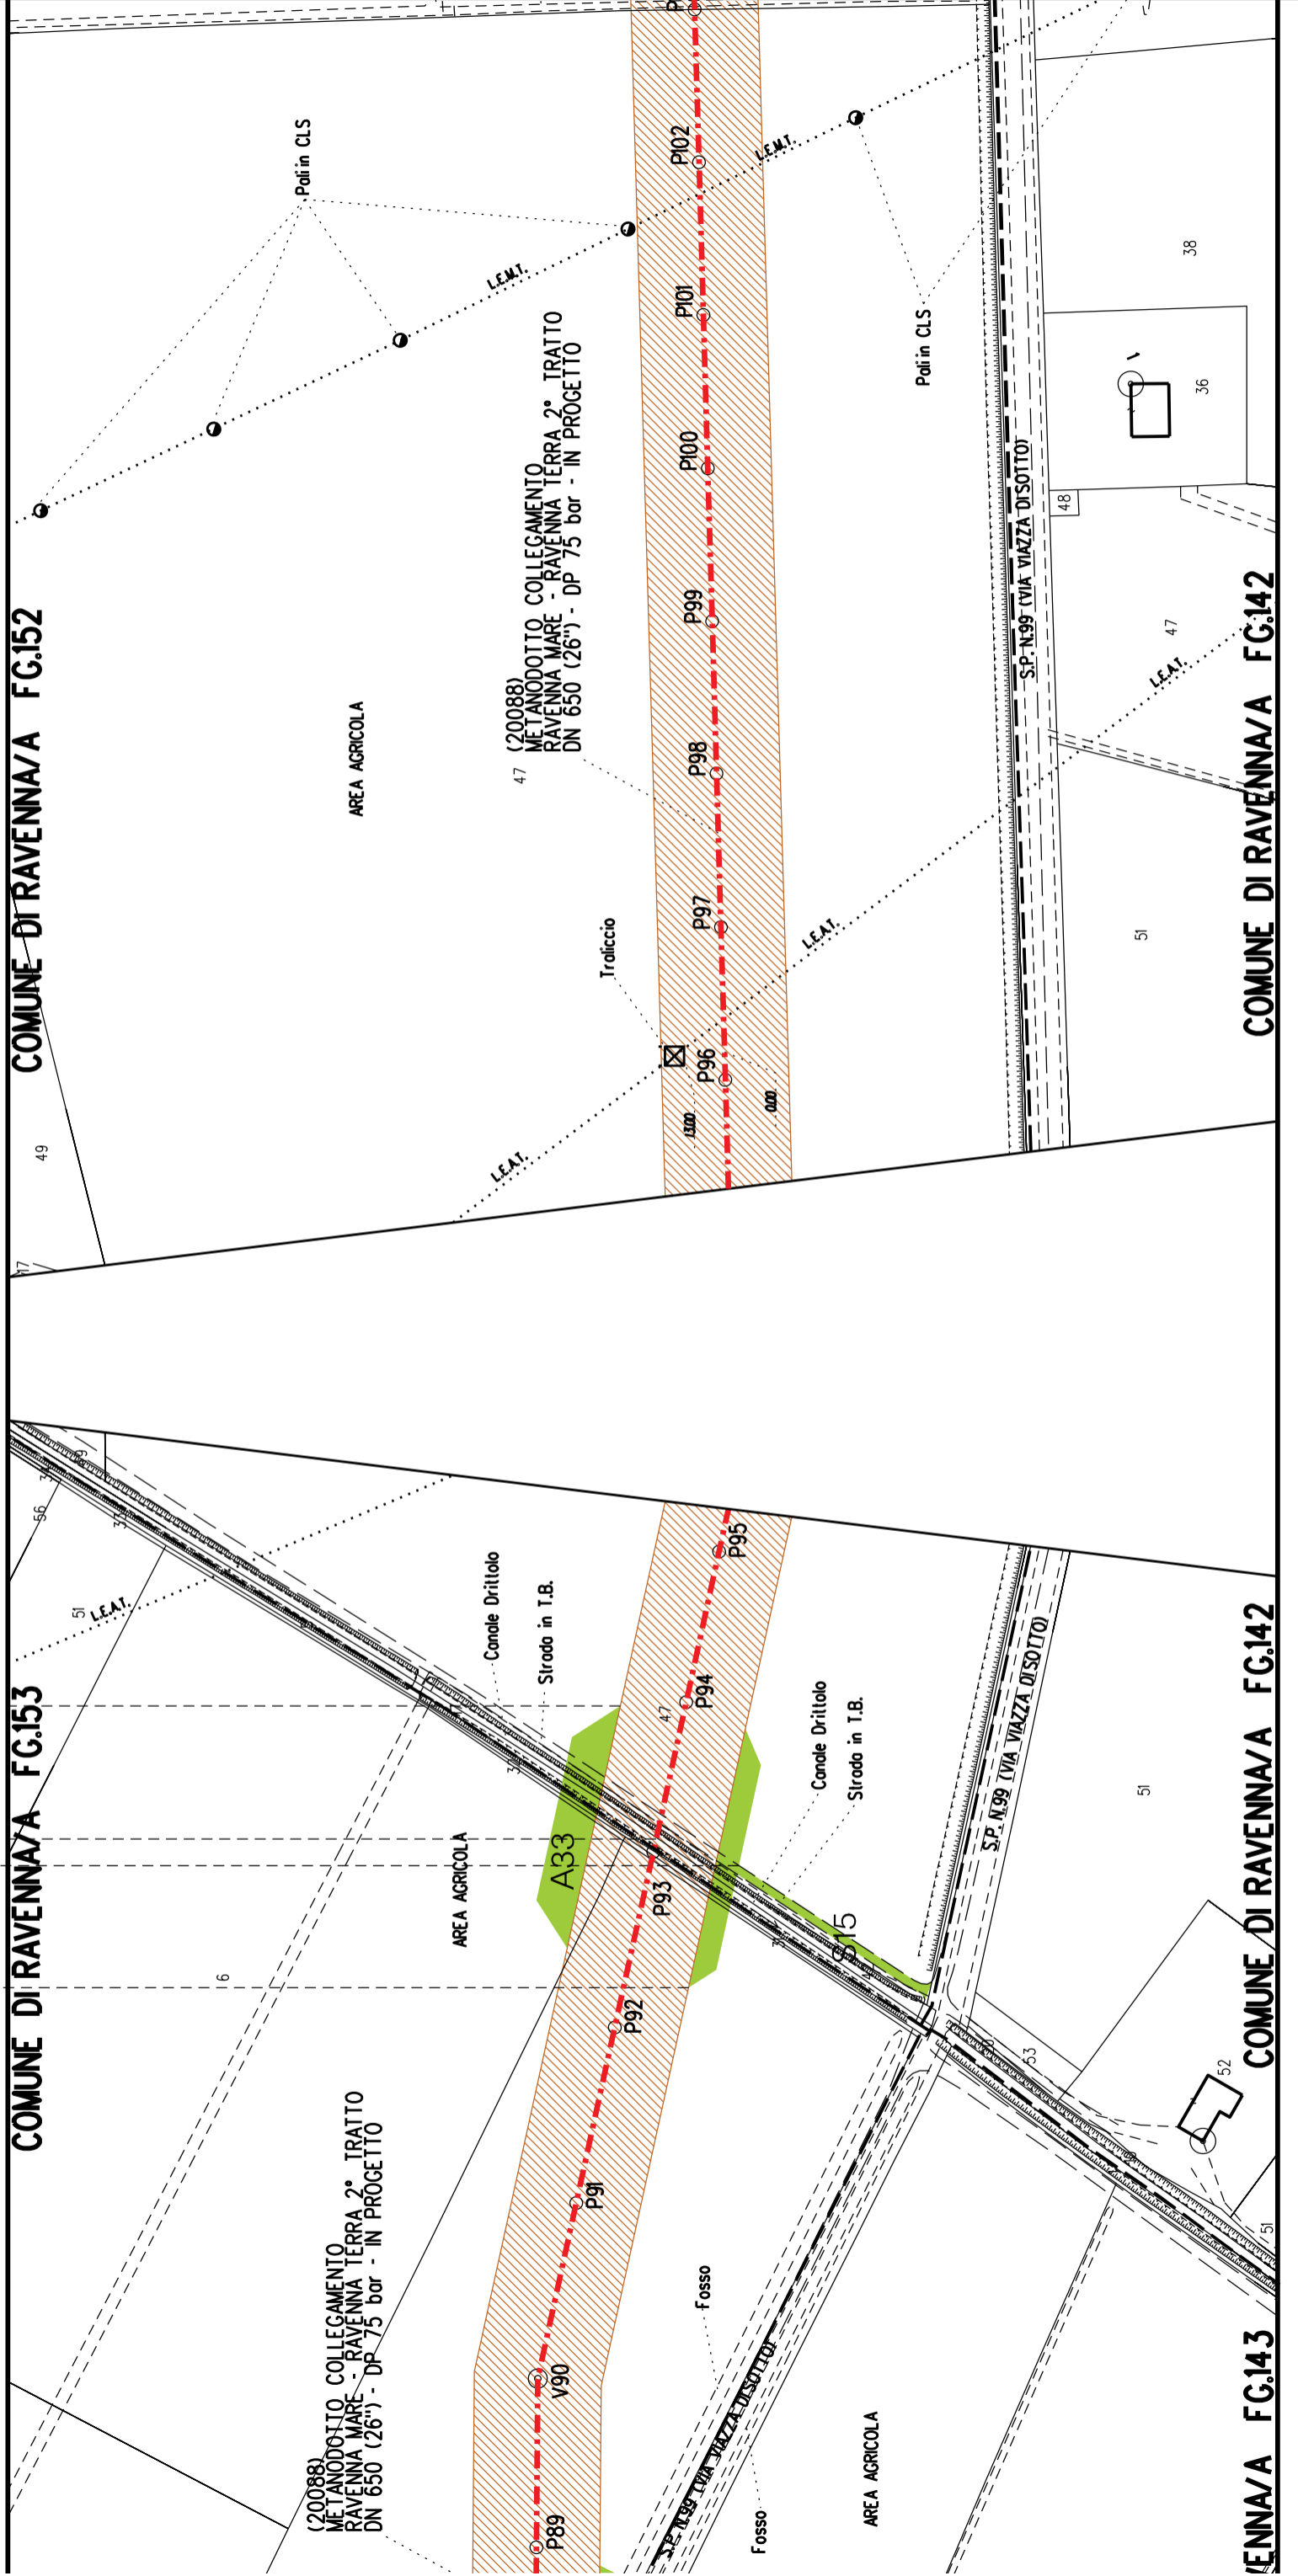 COMUNE DI RAVENNA/A FG.153
COMUNE DI RAVENNA/A FG.152
(20088)
METANODOTTO COLLEGAMENTO
RAVENNA MARE - RAVENNA TERRA 2° TRATTO
DN 650 (26") - DP 75 bar - IN PROGETTO
P89
V90
P91
P92
P93
P94
P95
A33
S15
6
AREA AGRICOLA
L.E.A.T.
51
56
47
Canale Drittolo
Strada in T.B.
Canale Drittolo
Strada in T.B.
Fosso
Fosso
AREA AGRICOLA
S.P. N.99 (VIA VIAZZA DI SOTTO)
S.P. N.99 (VIA VIAZZA DI SOTTO)
51
53
52
51
ENNA/A FG.143
COMUNE DI RAVENNA/A FG.142
17
49
AREA AGRICOLA
Pali in CLS
L.E.M.T.
L.E.M.T.
47
(20088)
METANODOTTO COLLEGAMENTO
RAVENNA MARE - RAVENNA TERRA 2° TRATTO
DN 650 (26") - DP 75 bar - IN PROGETTO
Traliccio
L.E.A.T.
L.E.A.T.
L.E.A.T.
13.00
0.00
P96
P97
P98
P99
P100
P101
P102
P
Pali in CLS
S.P. N.99 (VIA VIAZZA DI SOTTO)
51
47
48
36
38
COMUNE DI RAVENNA/A FG.142